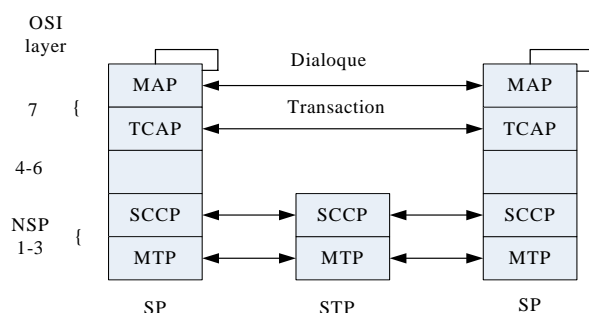 OSI
layer
Dialoque
MAP
MAP
7 {
Transaction
TCAP
TCAP
4-6
NSP
1-3 {
SCCP
SCCP
SCCP
MTP
MTP
MTP
SP
STP
SP